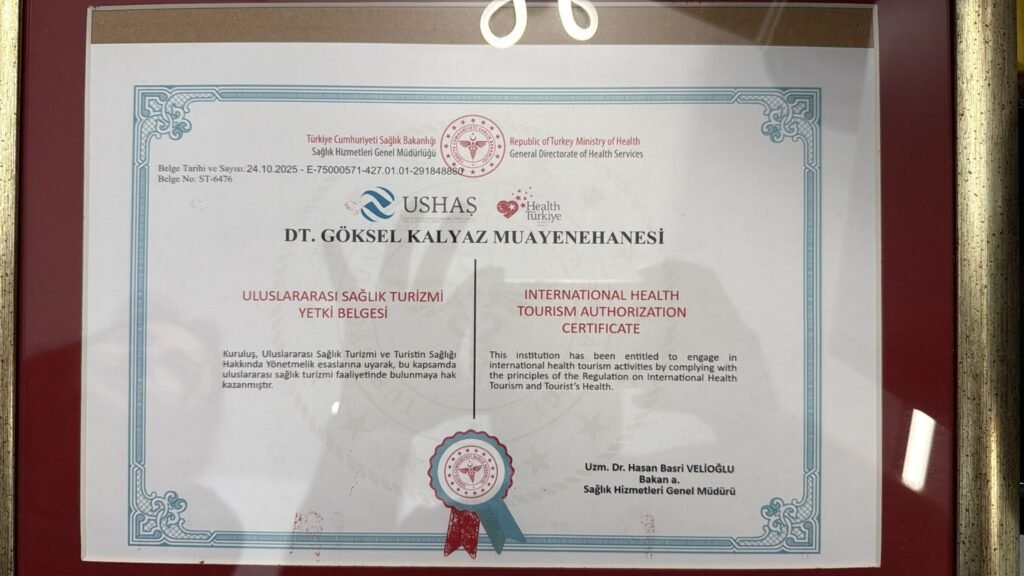 Türkiye Cumhuriyeti Sağlık Bakanlığı
Sağlık Hizmetleri Genel Müdürlüğü
Republic of Turkey Ministry of Health
General Directorate of Health Services
Belge Tarihi ve Sayısı: 24.10.2025 - E-75000571-427.01.01-291848860
Belge No: ST-6476
USHAŞ
Health
Türkiye
DT. GÖKSEL KALYAZ MUAYENEHANESİ
ULUSLARARASI SAĞLIK TURİZMİ
YETKİ BELGESİ
Kuruluş, Uluslararası Sağlık Turizmi ve Turistin Sağlığı
Hakkında Yönetmelik esaslarına uyarak, bu kapsamda
uluslararası sağlık turizmi faaliyetinde bulunmaya hak
kazanmıştır.
INTERNATIONAL HEALTH
TOURISM AUTHORIZATION
CERTIFICATE
This institution has been entitled to engage in
international health tourism activities by complying with
the principles of the Regulation on International Health
Tourism and Tourist's Health.
Uzm. Dr. Hasan Basri VELİOĞLU
Bakan a.
Sağlık Hizmetleri Genel Müdürü